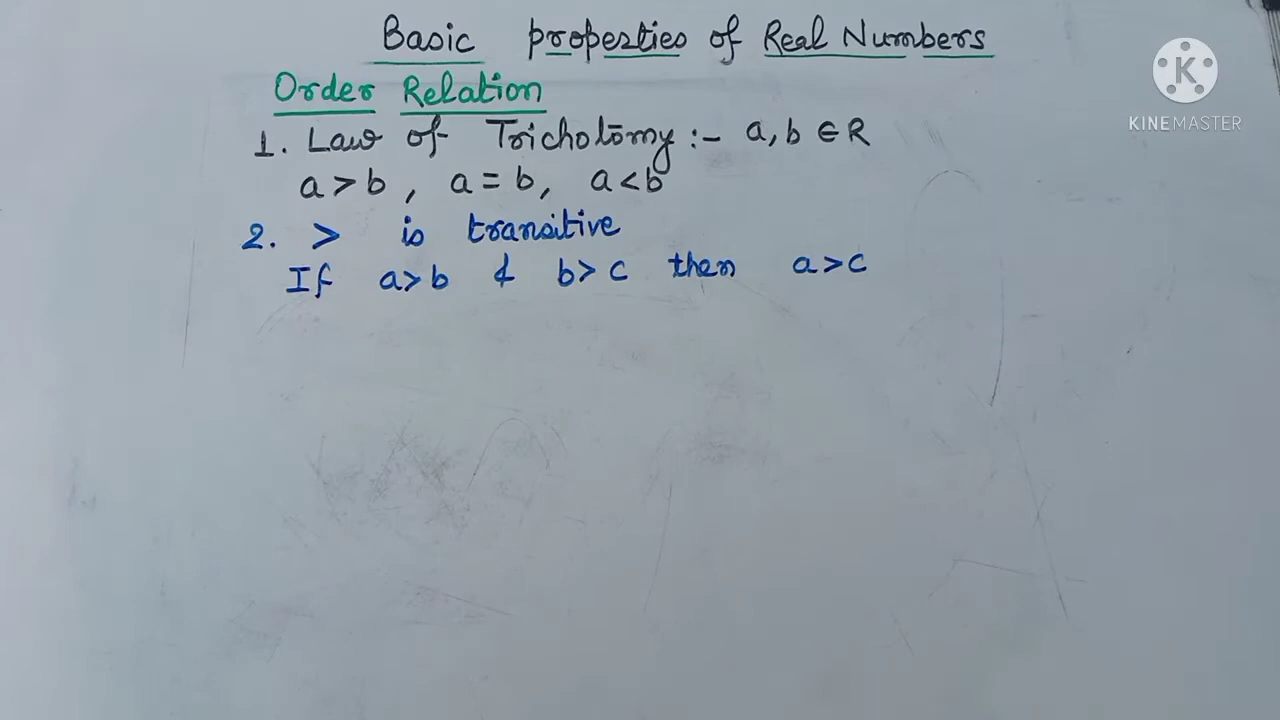 Basic properties of Real Numbers
Order Relation
1. Law of Trichotomy :- a, b ∈ R
a > b , a = b, a < b
2. > is transitive
If a > b & b > c then a > c
K
KINEMASTER